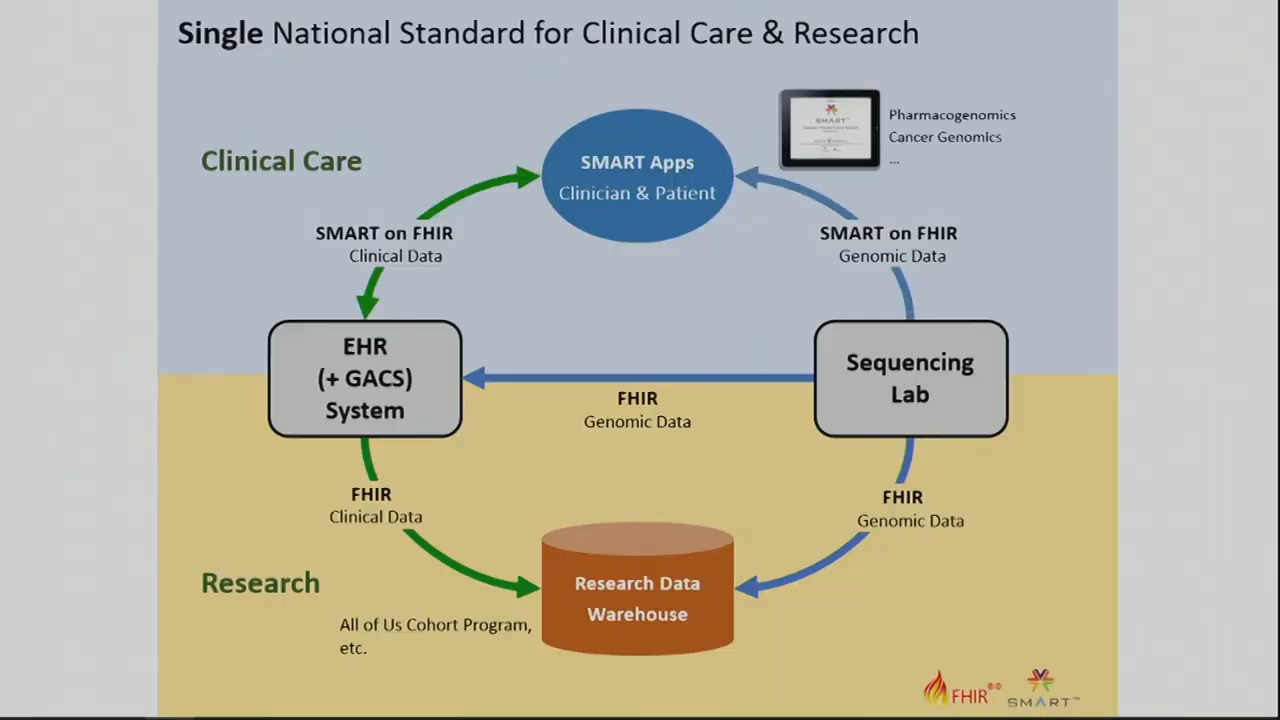 Single National Standard for Clinical Care & Research
Pharmacogenomics
Cancer Genomics
...
SMART
Clinical Care
SMART Apps
Clinician & Patient
SMART on FHIR
Clinical Data
SMART on FHIR
Genomic Data
EHR
(+ GACS)
System
Sequencing
Lab
FHIR
Genomic Data
FHIR
Clinical Data
FHIR
Genomic Data
Research
Research Data
Warehouse
All of Us Cohort Program,
etc.
FHIR
SMART™